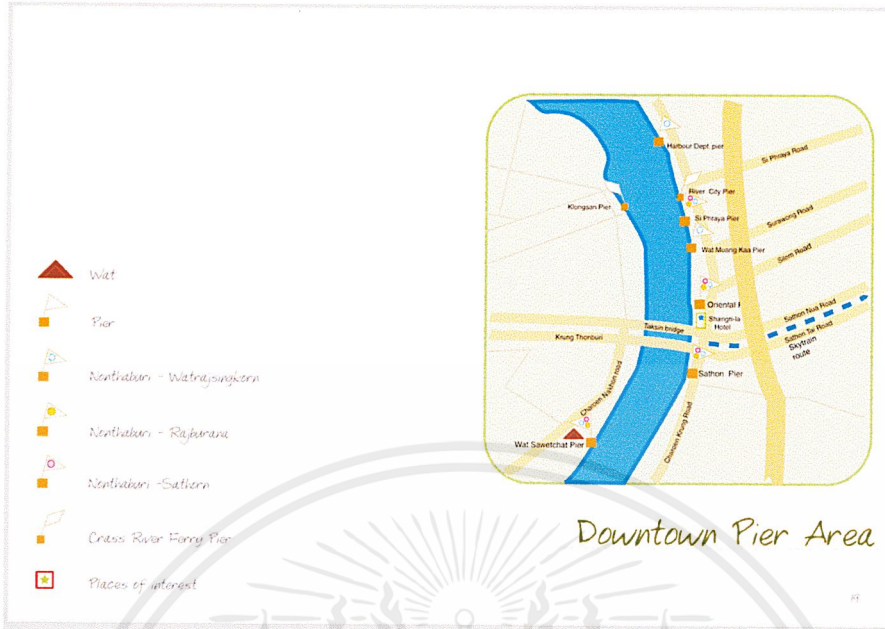 Wat
Pier
Nonthaburi - Watrajsingkorn
Nonthaburi - Rajburana
Nonthaburi -Sathorn
Crass River Ferry Pier
Places of interest
Harbour Dept. pier
Si Phraya Road
River City Pier
Klongsan Pier
Si Phraya Pier
Surawong Road
Wat Muang Kaa Pier
Silom Road
Oriental
Shangri-la
Hotel
Sathon Nua Road
Taksin bridge
Sathon Tai Road
Krung Thonburi
Skytrain
route
Sathon Pier
Charoen Nakhon road
Charoen Krung Road
Wat Sawetchat Pier
Downtown Pier Area